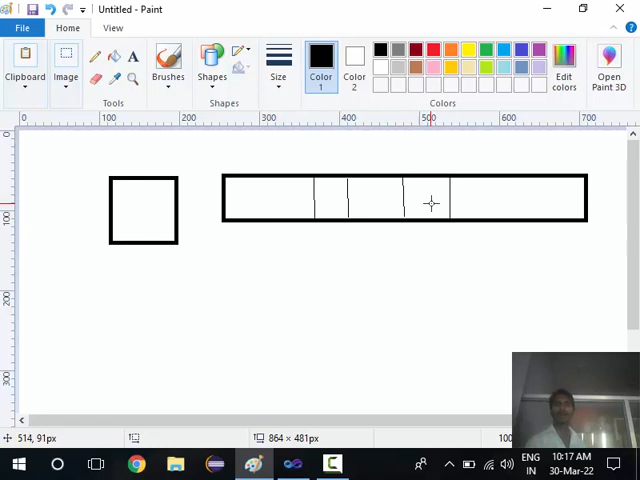 Untitled - Paint
File Home View
Clipboard Image Brushes Shapes Size Color 1 Color 2 Edit colors Open Paint 3D
Tools Shapes Colors
0 100 200 300 400 500 600 700
0
100
200
300
514, 91px 864 × 481px 100
ENG 10:17 AM
IN 30-Mar-22